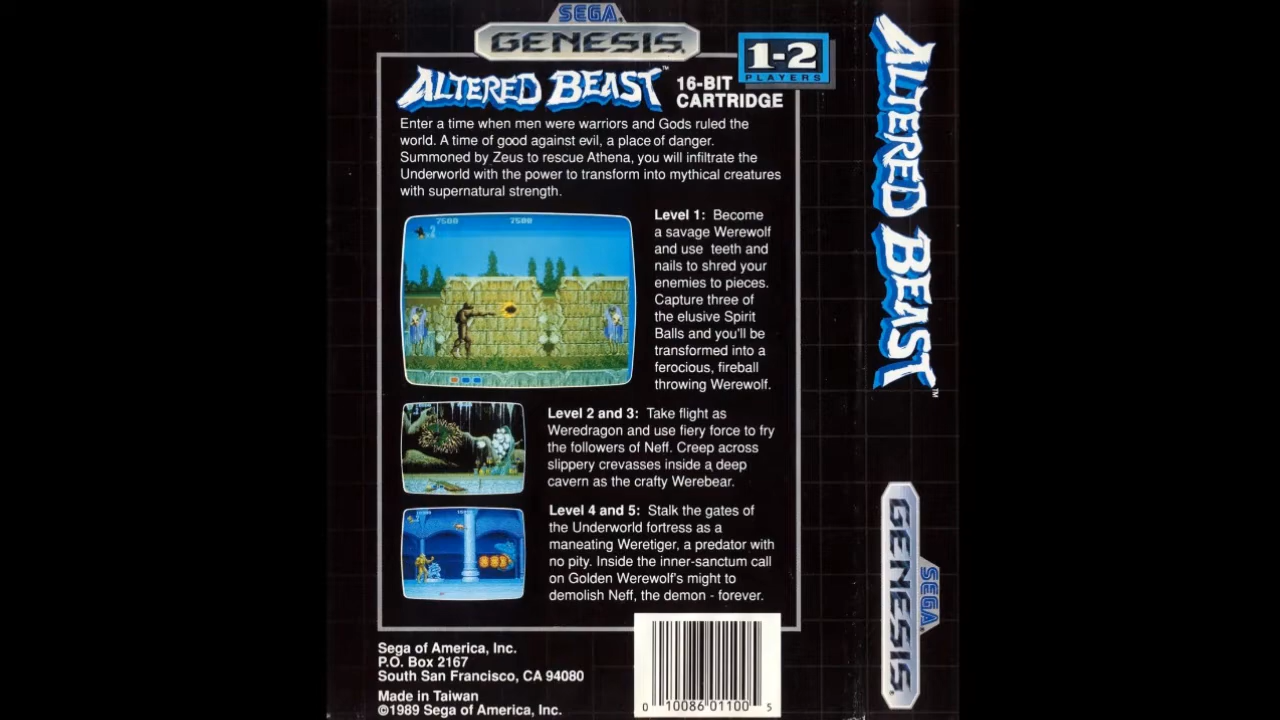 SEGA
GENESIS
1-2
PLAYERS
ALTERED BEAST™
16-BIT
CARTRIDGE
Enter a time when men were warriors and Gods ruled the
world. A time of good against evil, a place of danger.
Summoned by Zeus to rescue Athena, you will infiltrate the
Underworld with the power to transform into mythical creatures
with supernatural strength.
7500 7500
Level 1: Become
a savage Werewolf
and use teeth and
nails to shred your
enemies to pieces.
Capture three of
the elusive Spirit
Balls and you'll be
transformed into a
ferocious, fireball
throwing Werewolf.
Level 2 and 3: Take flight as
Weredragon and use fiery force to fry
the followers of Neff. Creep across
slippery crevasses inside a deep
cavern as the crafty Werebear.
Level 4 and 5: Stalk the gates of
the Underworld fortress as a
maneating Weretiger, a predator with
no pity. Inside the inner-sanctum call
on Golden Werewolf's might to
demolish Neff, the demon - forever.
Sega of America, Inc.
P.O. Box 2167
South San Francisco, CA 94080
Made in Taiwan
©1989 Sega of America, Inc.
0 10086 01100 5
ALTERED BEAST™
SEGA
GENESIS